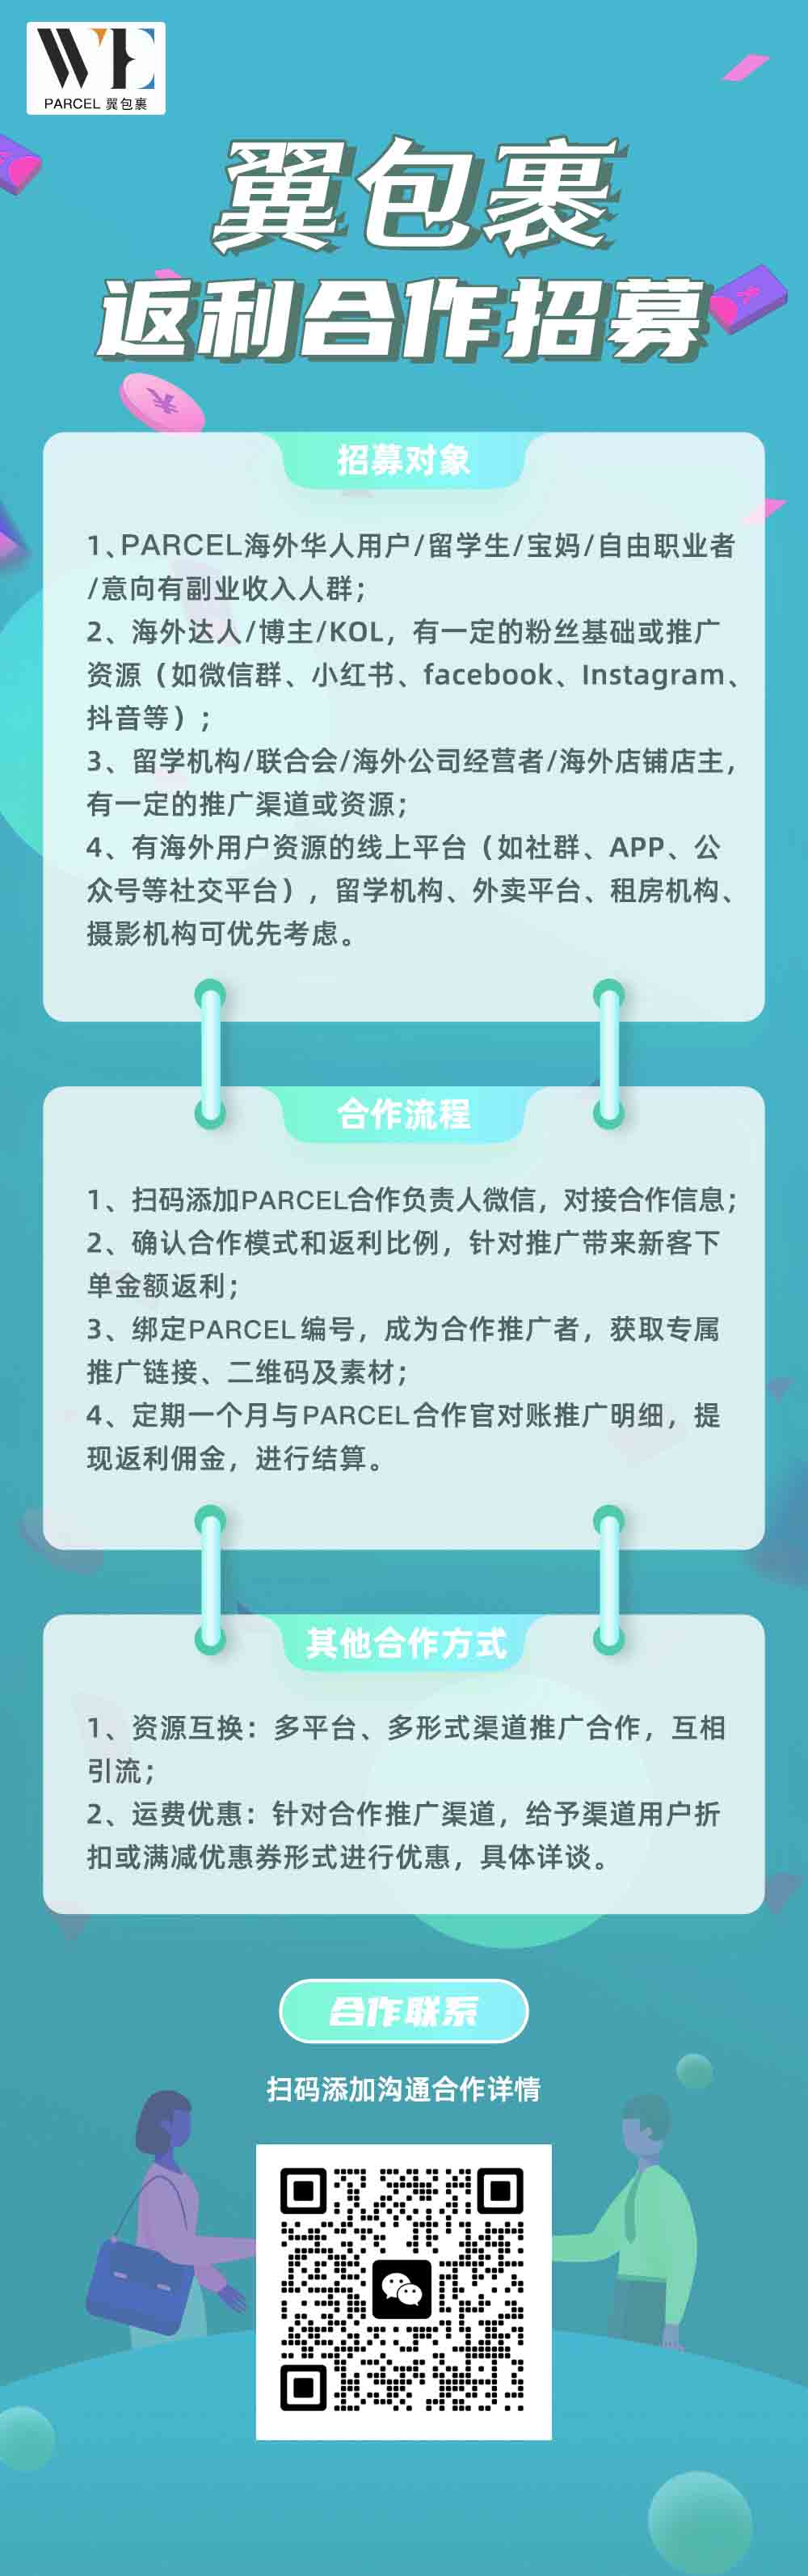 WE
PARCEL 翼包裹
翼包裹
返利合作招募
招募对象
1、PARCEL海外华人用户/留学生/宝妈/自由职业者
/意向有副业收入人群；
2、海外达人/博主/KOL，有一定的粉丝基础或推广
资源（如微信群、小红书、facebook、Instagram、
抖音等）；
3、留学机构/联合会/海外公司经营者/海外店铺店主，
有一定的推广渠道或资源；
4、有海外用户资源的线上平台（如社群、APP、公
众号等社交平台），留学机构、外卖平台、租房机构、
摄影机构可优先考虑。
合作流程
1、扫码添加PARCEL合作负责人微信，对接合作信息；
2、确认合作模式和返利比例，针对推广带来新客下
单金额返利；
3、绑定PARCEL编号，成为合作推广者，获取专属
推广链接、二维码及素材；
4、定期一个月与PARCEL合作官对账推广明细，提
现返利佣金，进行结算。
其他合作方式
1、资源互换：多平台、多形式渠道推广合作，互相
引流；
2、运费优惠：针对合作推广渠道，给予渠道用户折
扣或满减优惠券形式进行优惠，具体详谈。
合作联系
扫码添加沟通合作详情